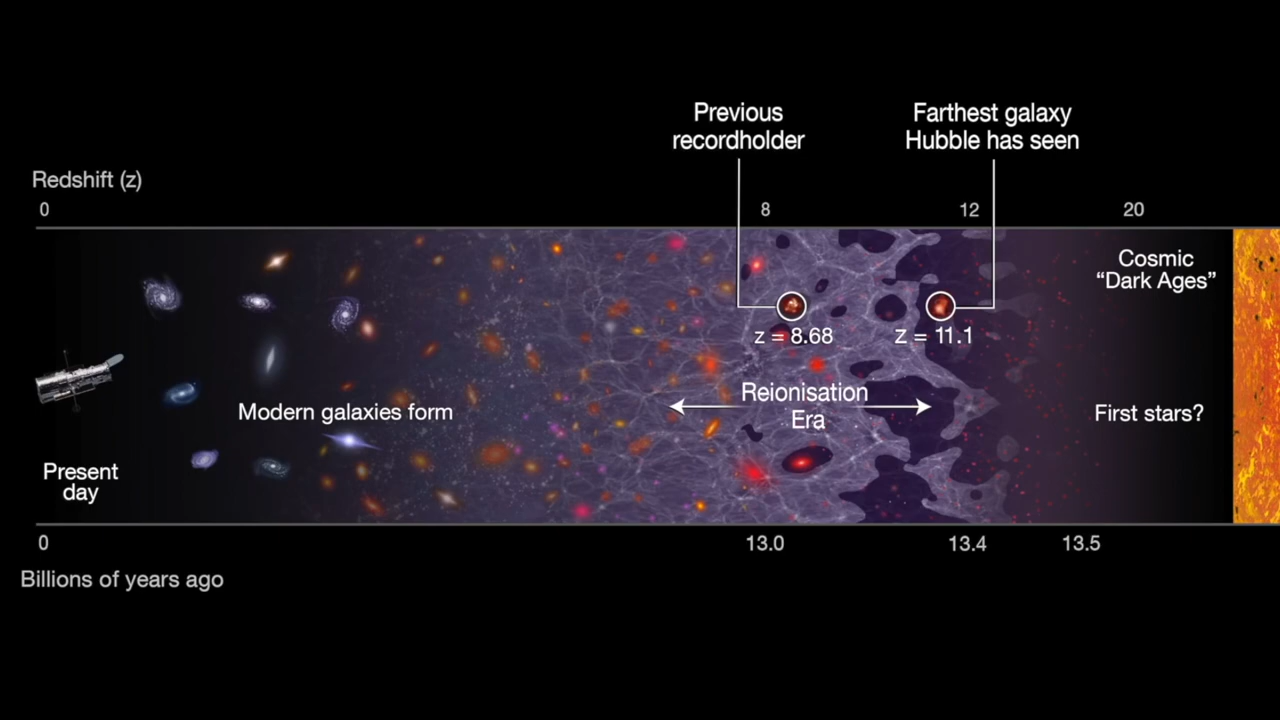 Previous
recordholder
Farthest galaxy
Hubble has seen
Redshift (z)
0
8
12
20
Cosmic
“Dark Ages”
z = 8.68
z = 11.1
Reionisation
Era
Modern galaxies form
First stars?
Present
day
0
13.0
13.4
13.5
Billions of years ago